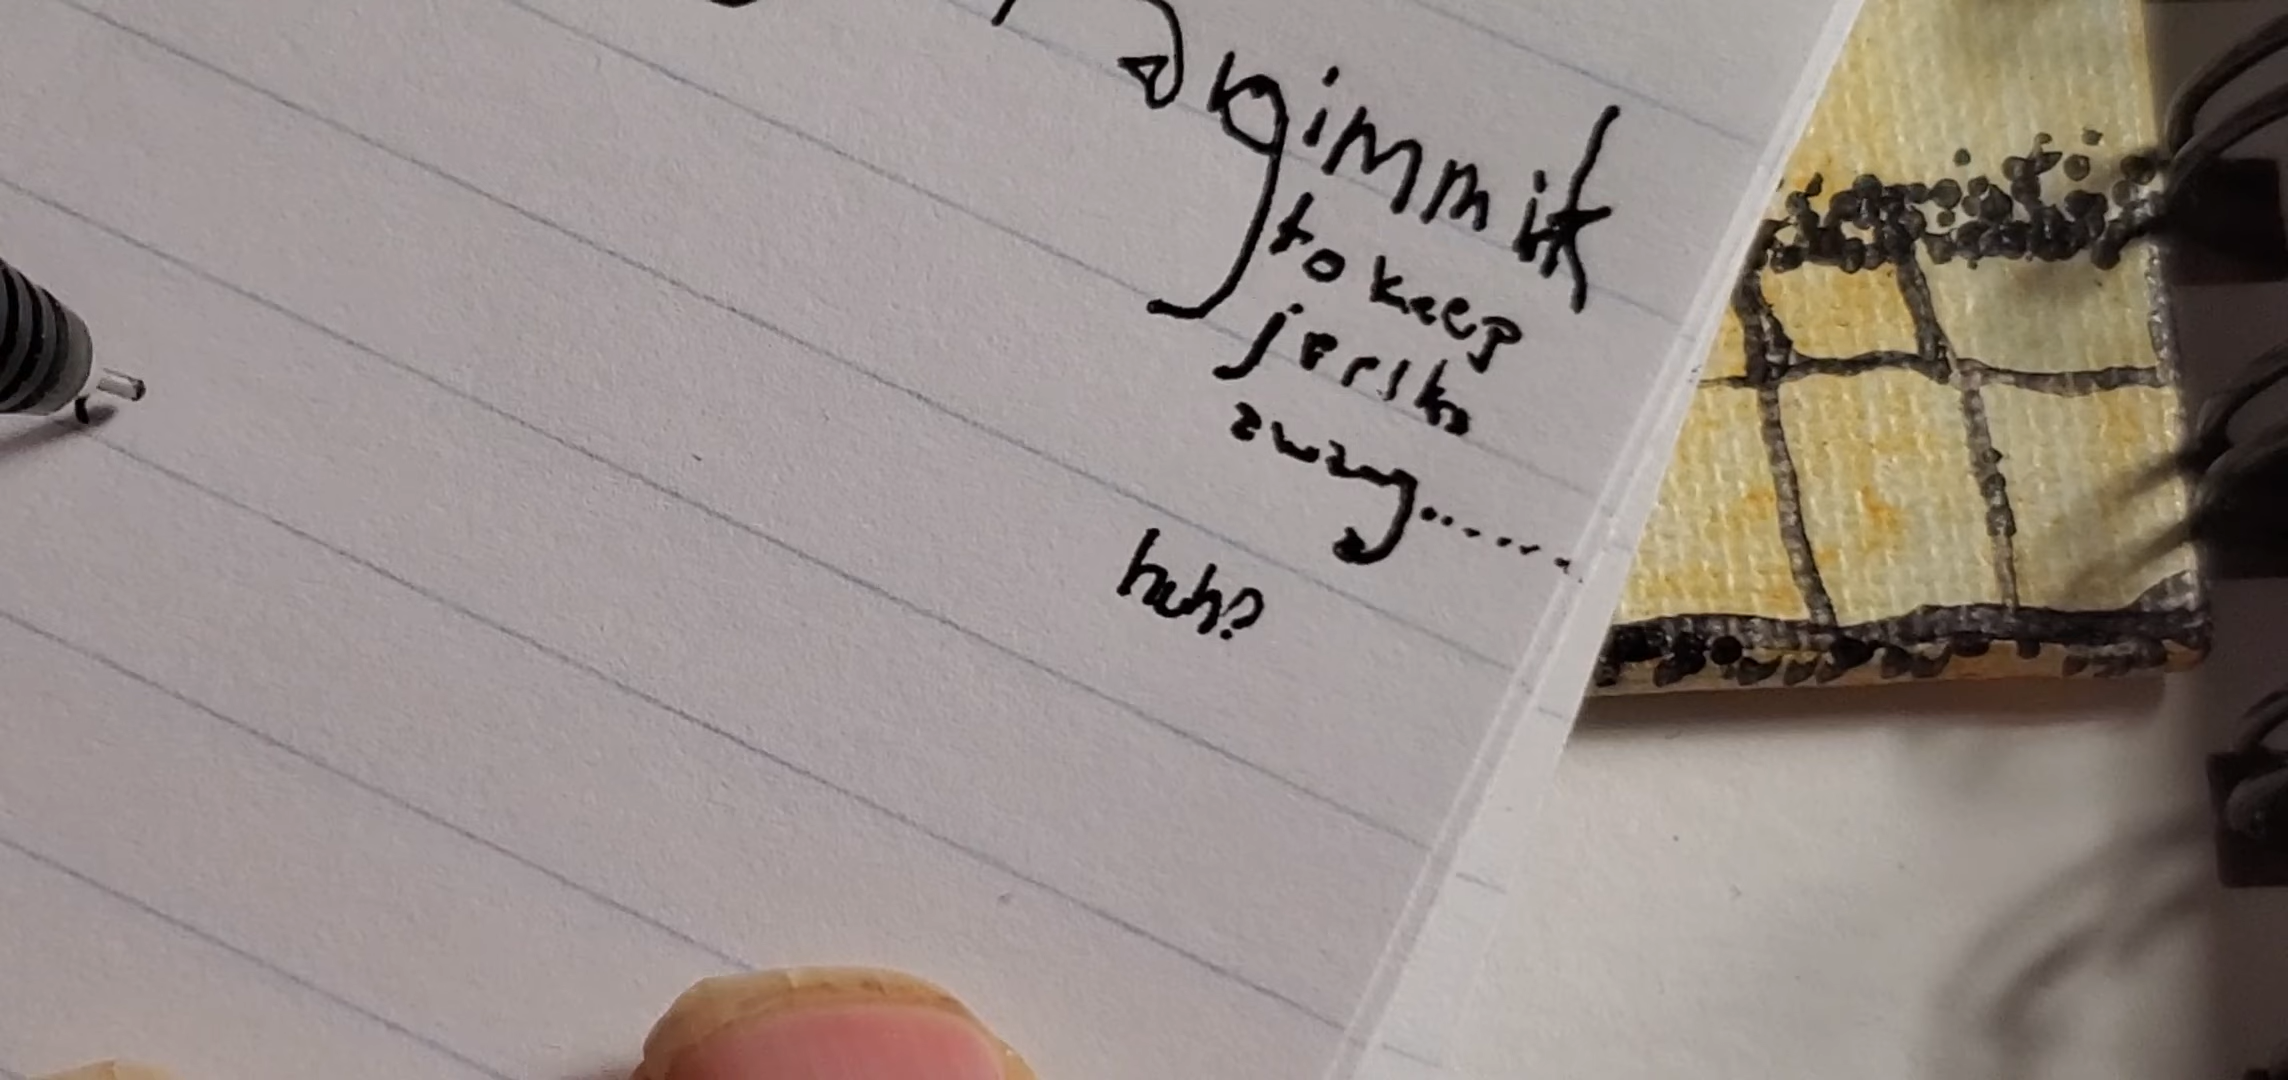 gimmik
to keep
jerks
away......
huh?